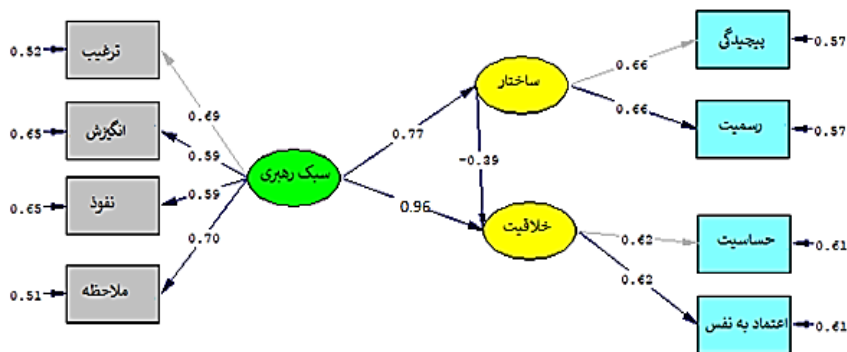 0.52
ترغیب
0.65
انگیزش
0.65
نفوذ
0.51
ملاحظه
0.69
0.59
0.59
0.70
سبک رهبری
0.77
0.96
ساختار
-0.39
خلاقیت
0.66
0.66
0.62
0.62
پیچیدگی
0.57
رسمیت
0.57
حساسیت
0.61
اعتماد به نفس
0.61